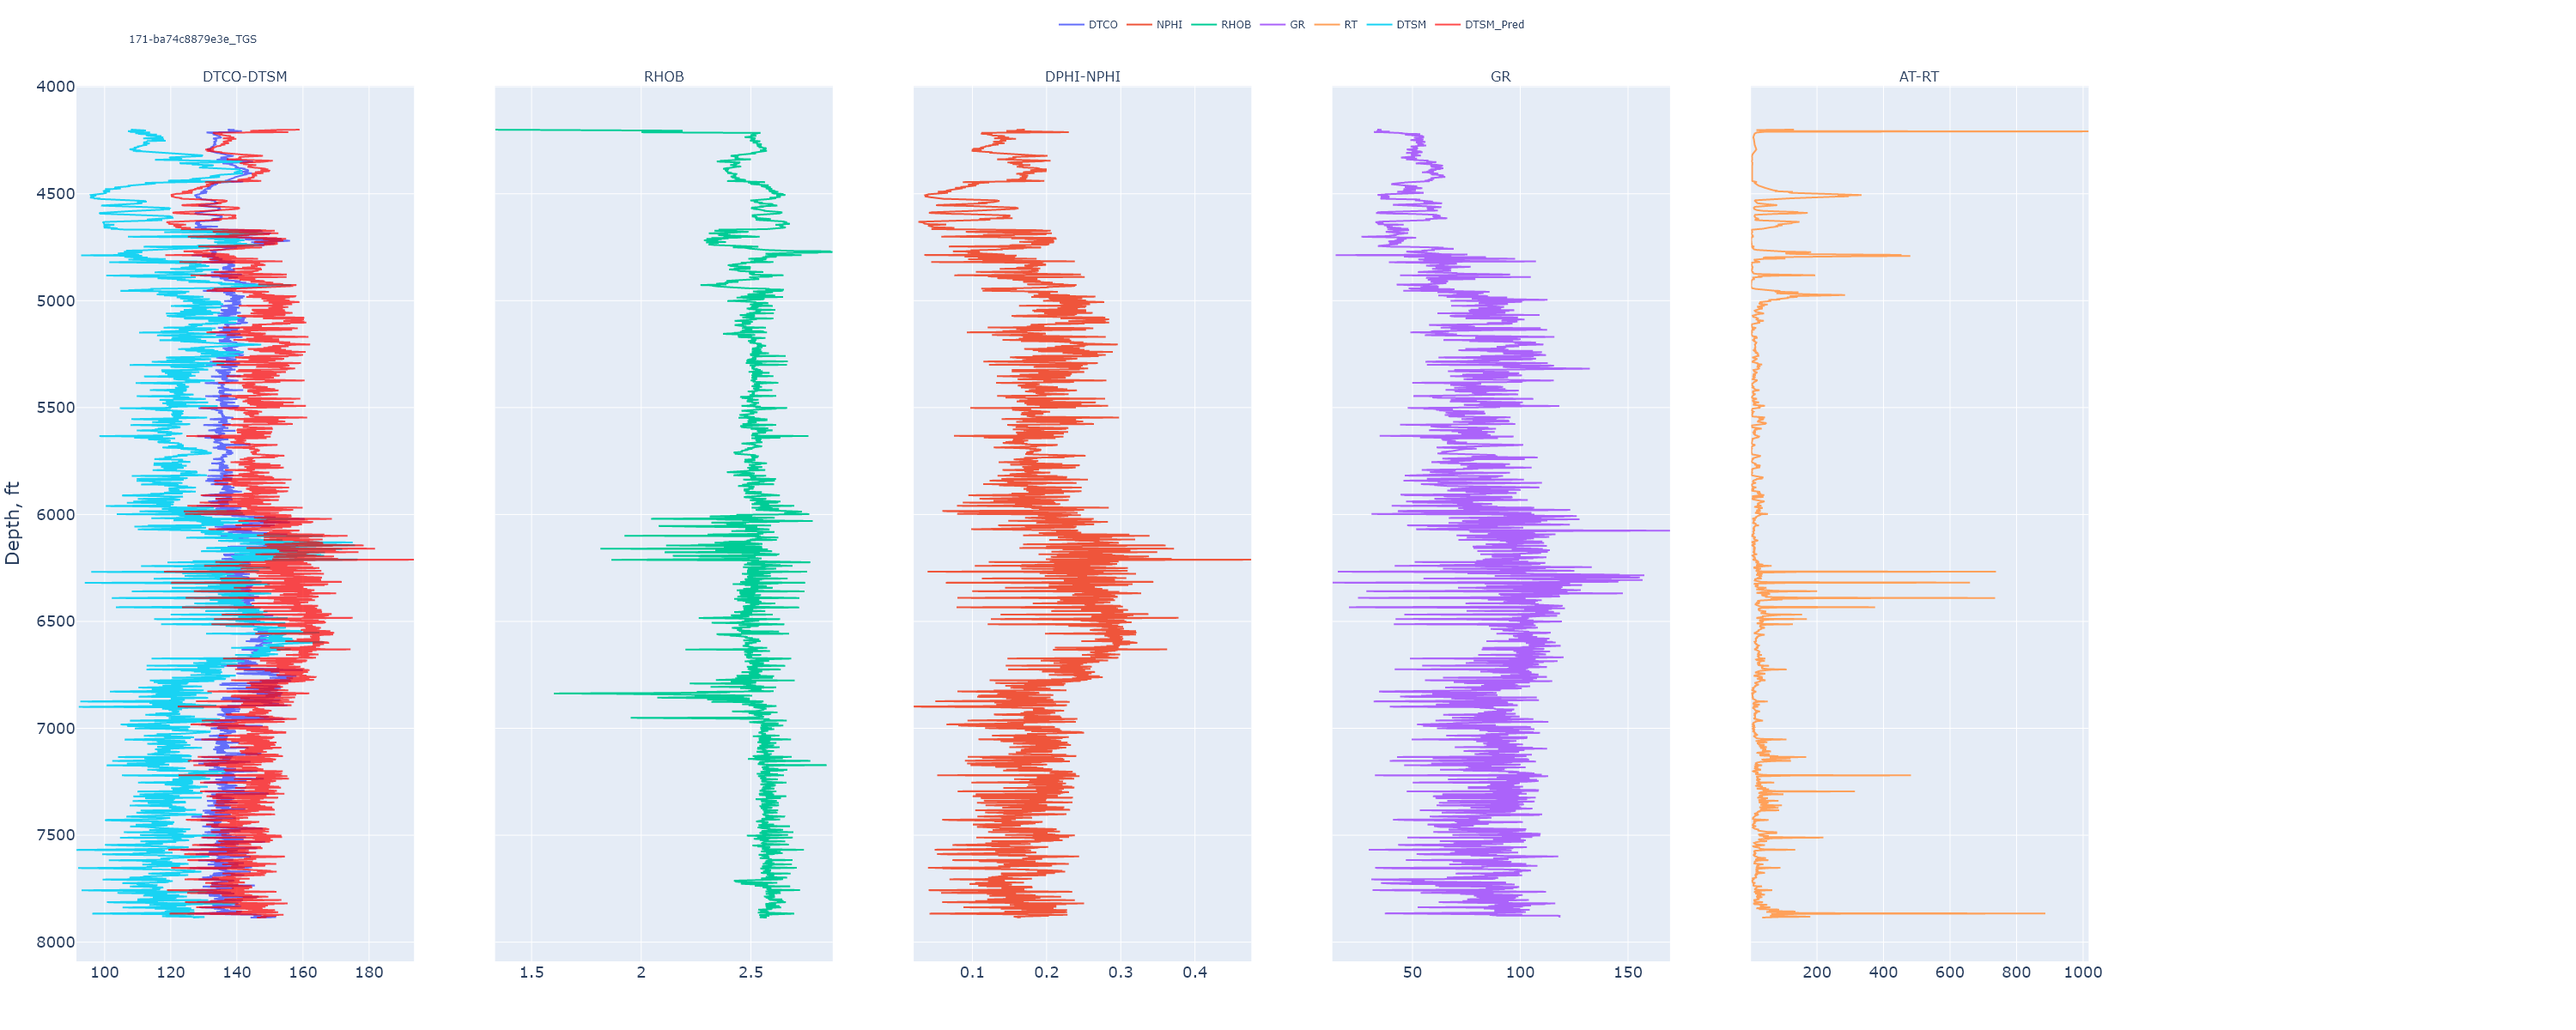 DTCO NPHI RHOB GR RT DTSM DTSM_Pred
171-ba74c8879e3e_TGS
DTCO-DTSM RHOB DPHI-NPHI GR AT-RT
Depth, ft
4000
4500
5000
5500
6000
6500
7000
7500
8000
100 120 140 160 180 1.5 2 2.5 0.1 0.2 0.3 0.4 50 100 150 200 400 600 800 1000